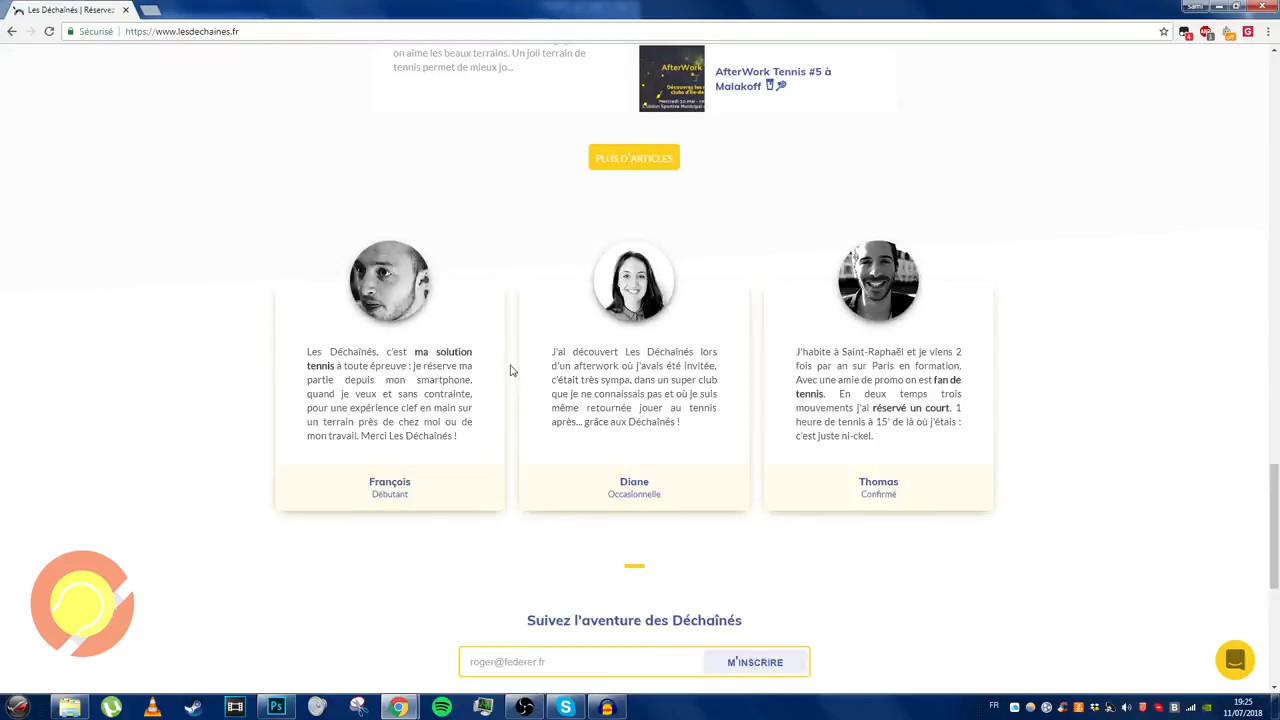 Les Déchaînés | Réserve
Sami
Sécurisé | https://www.lesdechaines.fr
on aime les beaux terrains. Un joli terrain de
tennis permet de mieux jo...
AfterWork
AfterWork Tennis #5 à
Malakoff
PLUS D'ARTICLES
Les Déchaînés, c'est ma solution
tennis à toute épreuve : je réserve ma
partie depuis mon smartphone,
quand je veux et sans contrainte,
pour une expérience clef en main sur
un terrain près de chez moi ou de
mon travail. Merci Les Déchaînés !
François
Débutant
J'ai découvert Les Déchaînés lors
d'un afterwork où j'avais été invitée,
c'était très sympa, dans un super club
que je ne connaissais pas et où je suis
même retournée jouer au tennis
après... grâce aux Déchaînés !
Diane
Occasionnelle
J'habite à Saint-Raphaël et je viens 2
fois par an sur Paris en formation.
Avec une amie de promo on est fan de
tennis. En deux temps trois
mouvements j'ai réservé un court. 1
heure de tennis à 15' de là où j'étais :
c'est juste ni-ckel.
Thomas
Confirmé
Suivez l'aventure des Déchaînés
roger@federer.fr
M'INSCRIRE
FR
19:25
11/07/2018